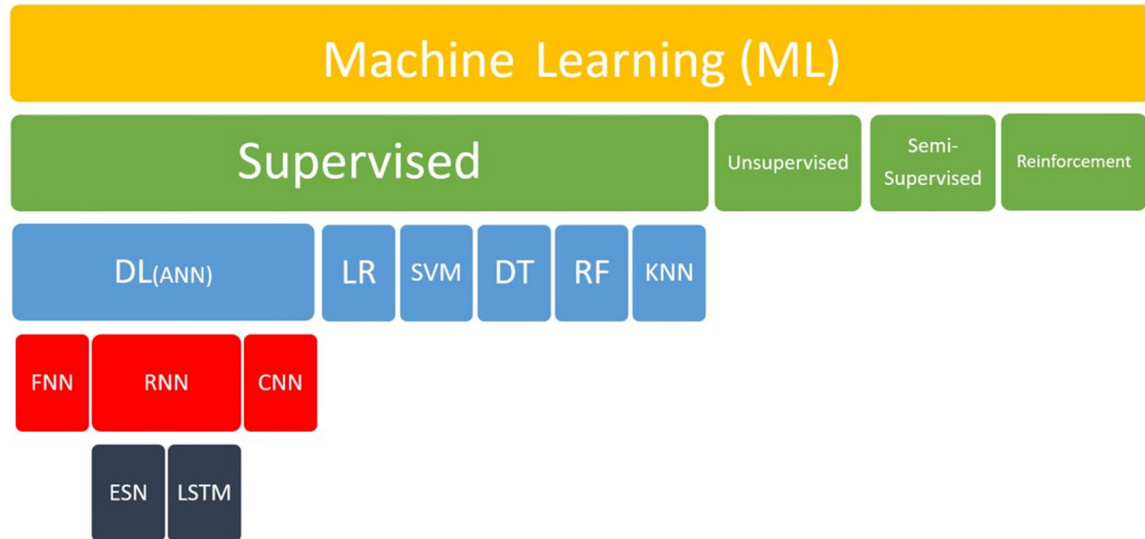 Machine Learning (ML)
Supervised
Unsupervised
Semi-
Supervised
Reinforcement
DL(ANN)
LR
SVM
DT
RF
KNN
FNN
RNN
CNN
ESN
LSTM